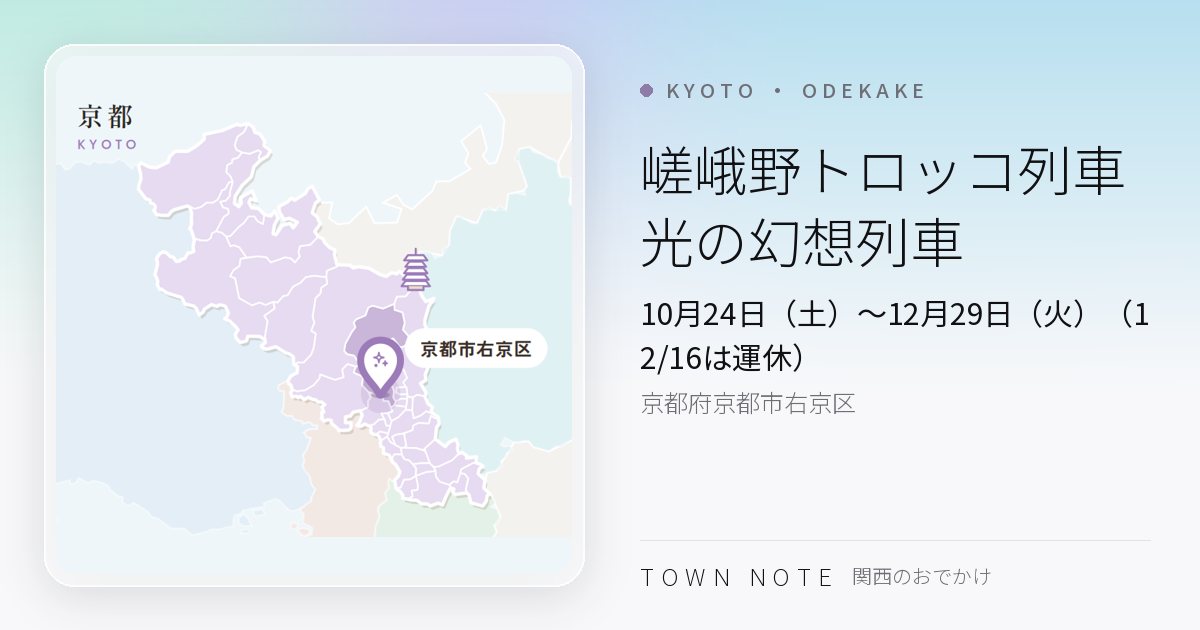 京都
KYOTO
京都市右京区
KYOTO • ODEKAKE
嵯峨野トロッコ列車
光の幻想列車
10月24日（土）〜12月29日（火）（1
2/16は運休）
京都府京都市右京区
TOWN NOTE 関西のおでかけ